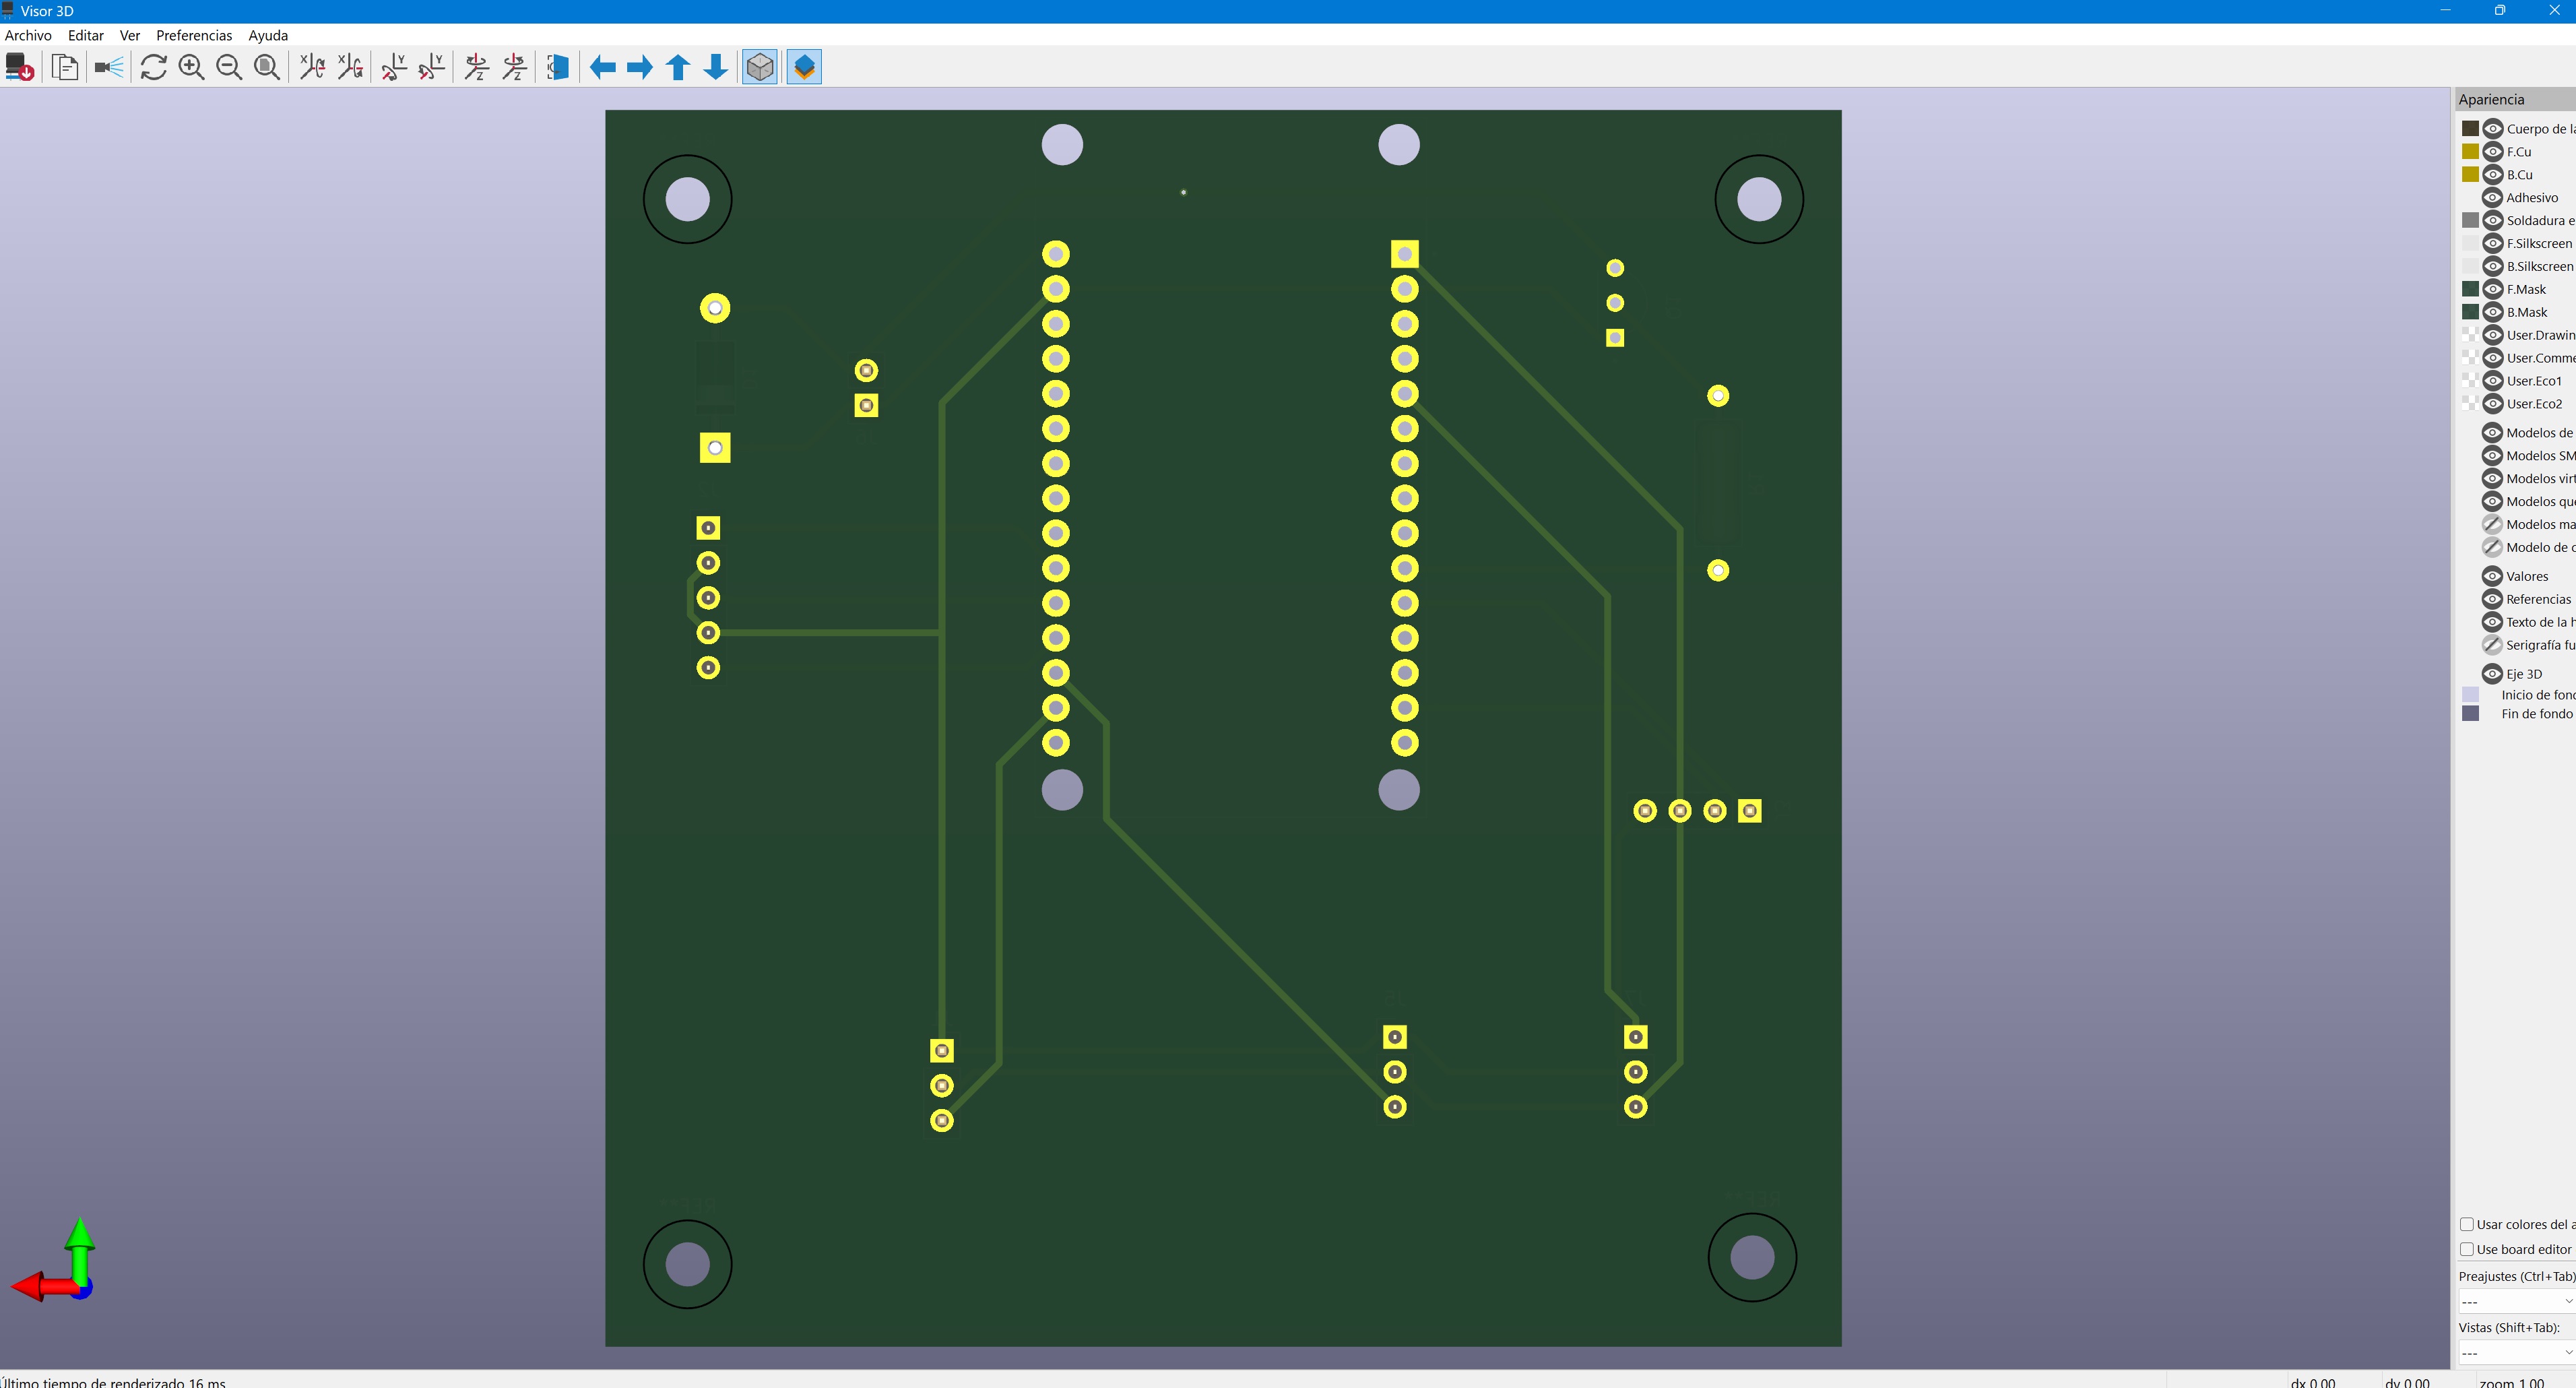 Visor 3D
Archivo Editar Ver Preferencias Ayuda
Apariencia
Cuerpo de la
F.Cu
B.Cu
Adhesivo
Soldadura e
F.Silkscreen
B.Silkscreen
F.Mask
B.Mask
User.Drawin
User.Comme
User.Eco1
User.Eco2
Modelos de
Modelos SM
Modelos virt
Modelos que
Modelos ma
Modelo de c
Valores
Referencias
Texto de la h
Serigrafía fu
Eje 3D
Inicio de fond
Fin de fondo
Usar colores del a
Use board editor
Preajustes (Ctrl+Tab)
---
Vistas (Shift+Tab):
---
Último tiempo de renderizado 16 ms
dx 0.00 dy 0.00 zoom 1.00